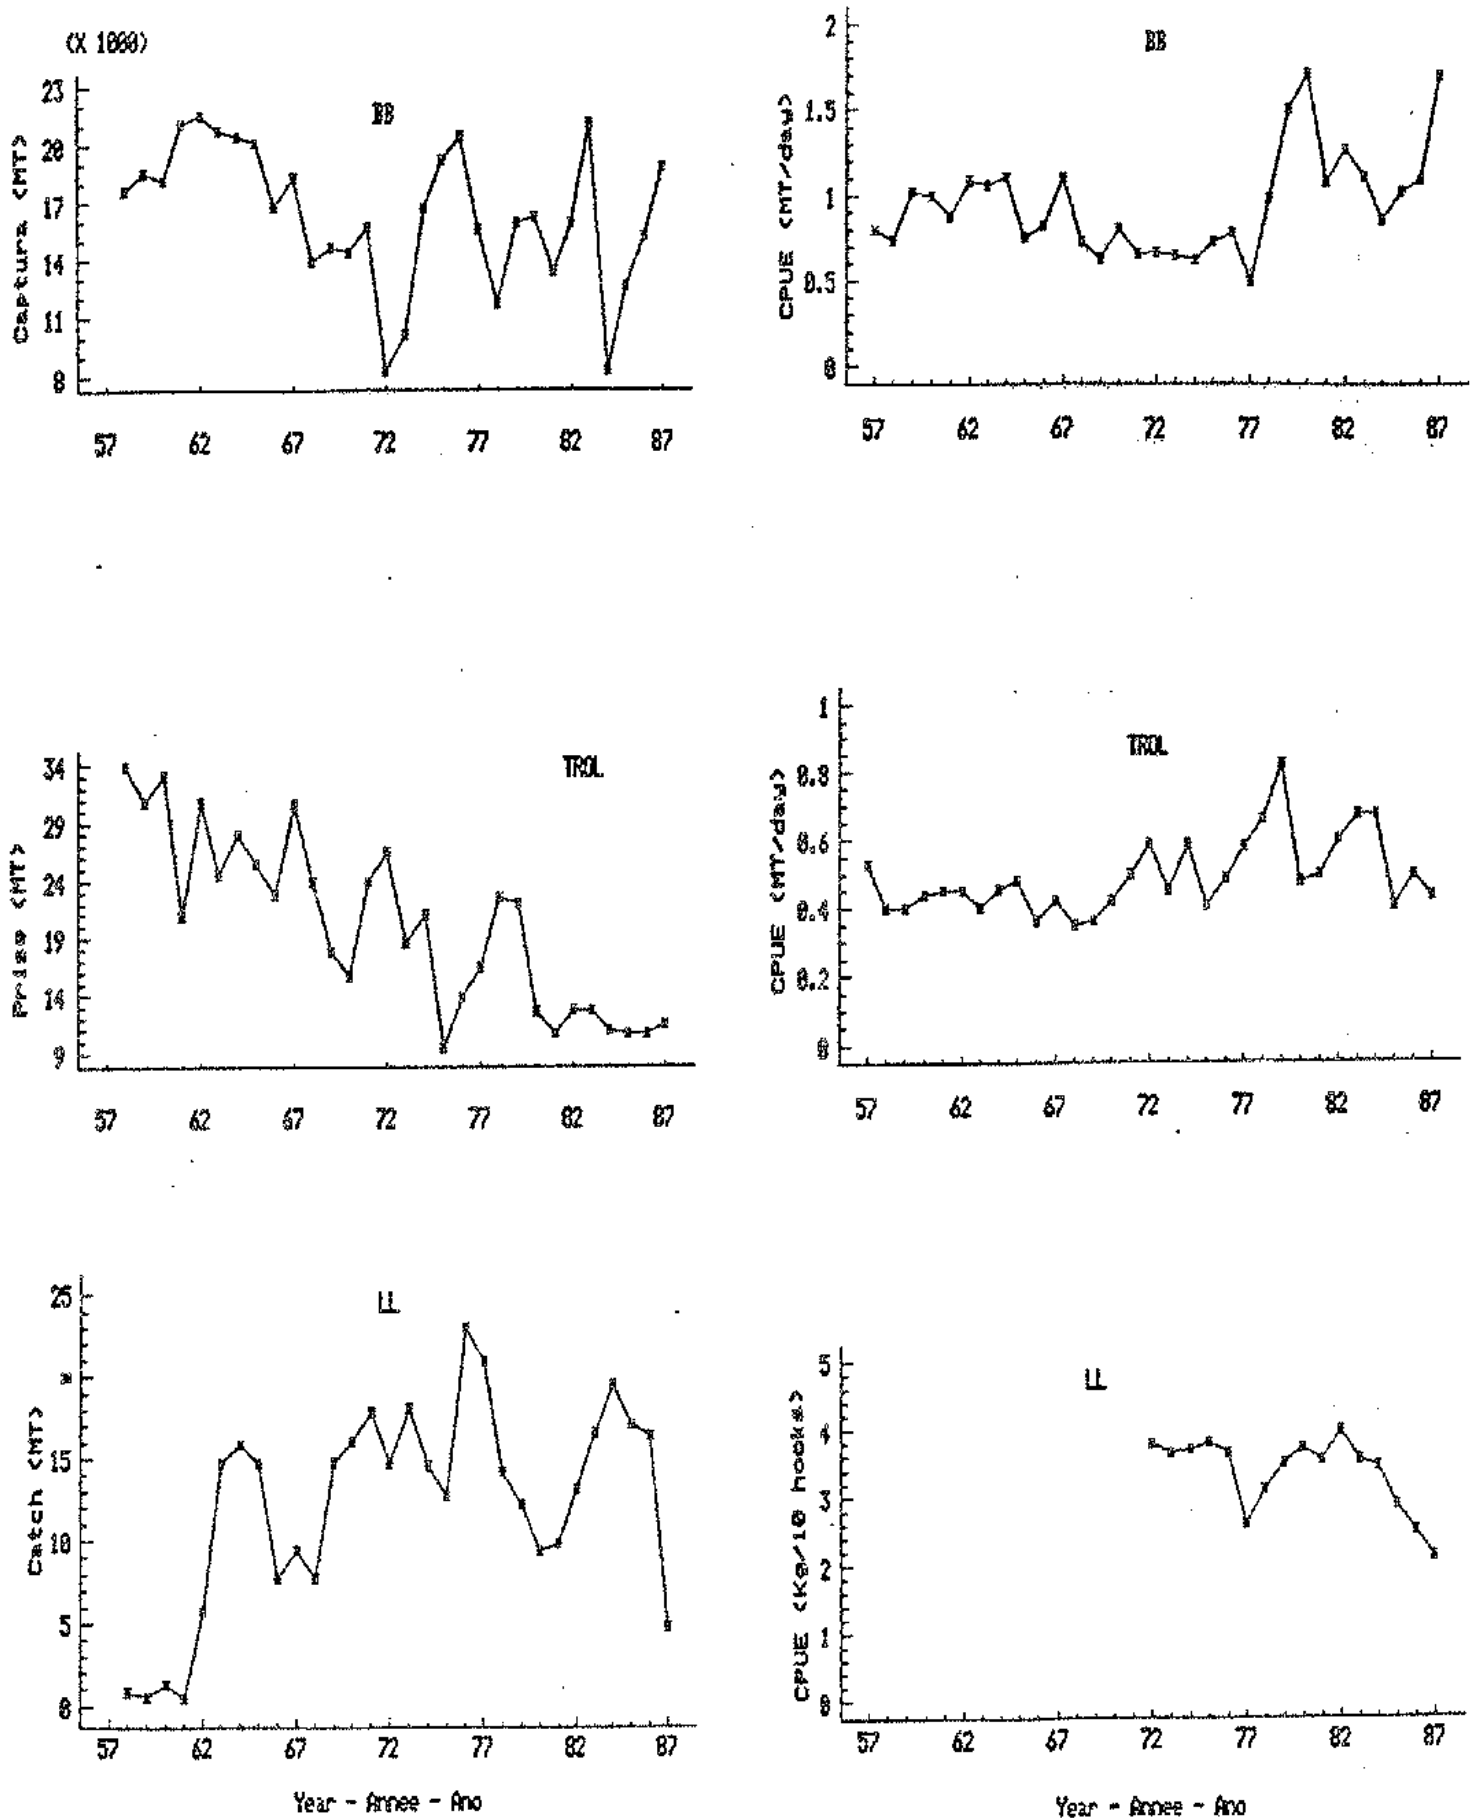 (X 1000)
BB
Captura (MT)
23
20
17
14
11
8
57 62 67 72 77 82 87
BB
CPUE (MT/day)
2
1.5
1
0.5
0
57 62 67 72 77 82 87
TROL
Prise (MT)
34
29
24
19
14
9
57 62 67 72 77 82 87
TROL
CPUE (MT/day)
1
0.8
0.6
0.4
0.2
0
57 62 67 72 77 82 87
LL
Catch (MT)
25
15
10
5
0
57 62 67 72 77 82 87
Year - Annee - Ano
LL
CPUE (Kg/10 hooks)
5
4
3
2
1
0
57 62 67 72 77 82 87
Year - Annee - Ano